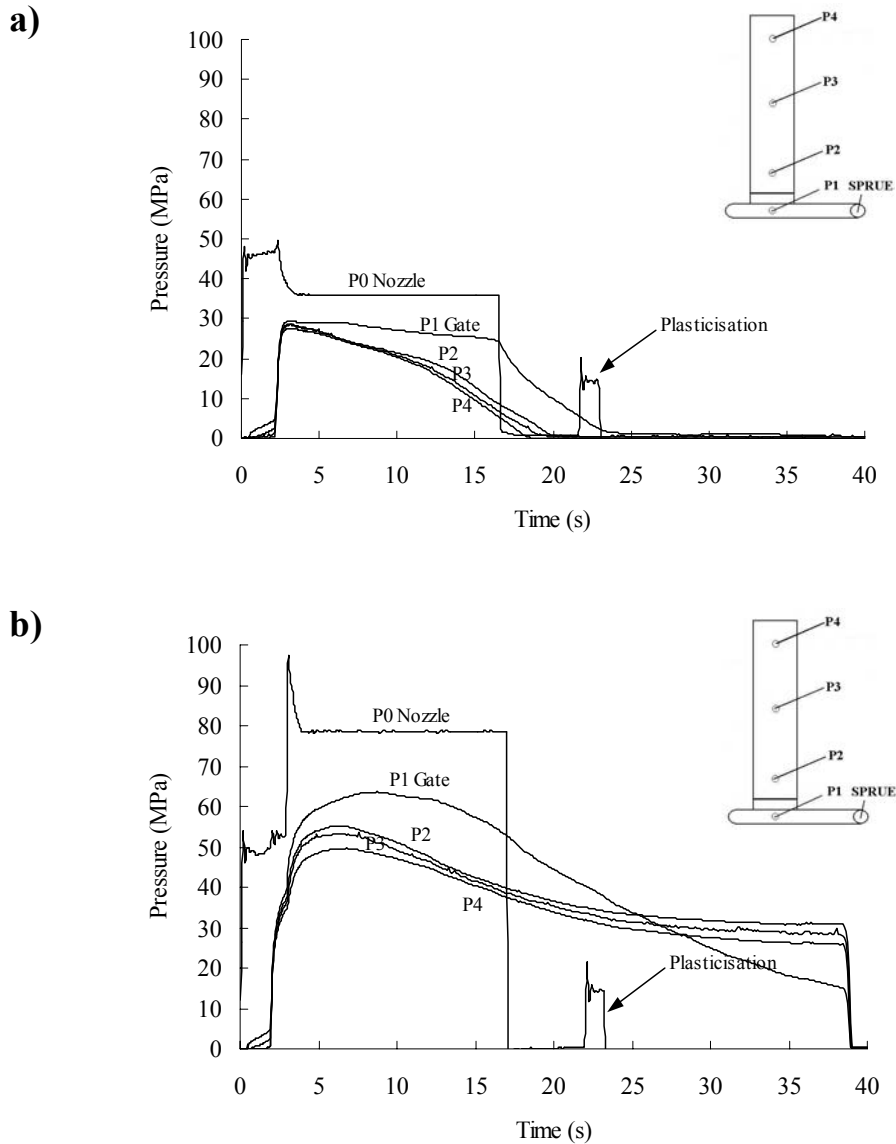 a)
100
90
80
70
60
50
40
30
20
10
0
Pressure (MPa)
P0 Nozzle
P1 Gate
P2
P3
P4
Plasticisation
0 5 10 15 20 25 30 35 40
Time (s)
P4
P3
P2
P1 SPRUE
b)
100
90
80
70
60
50
40
30
20
10
0
Pressure (MPa)
P0 Nozzle
P1 Gate
P2
P3
P4
Plasticisation
0 5 10 15 20 25 30 35 40
Time (s)
P4
P3
P2
P1 SPRUE